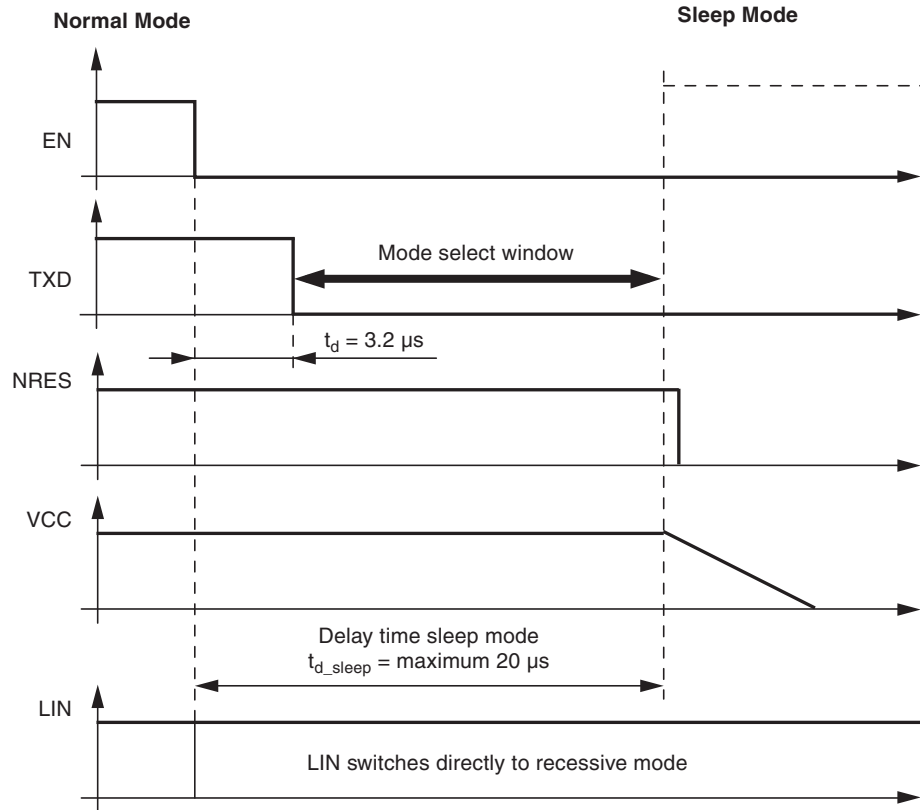 Normal Mode
Sleep Mode
EN
TXD
Mode select window
t_d = 3.2 µs
NRES
VCC
Delay time sleep mode
t_d_sleep = maximum 20 µs
LIN
LIN switches directly to recessive mode